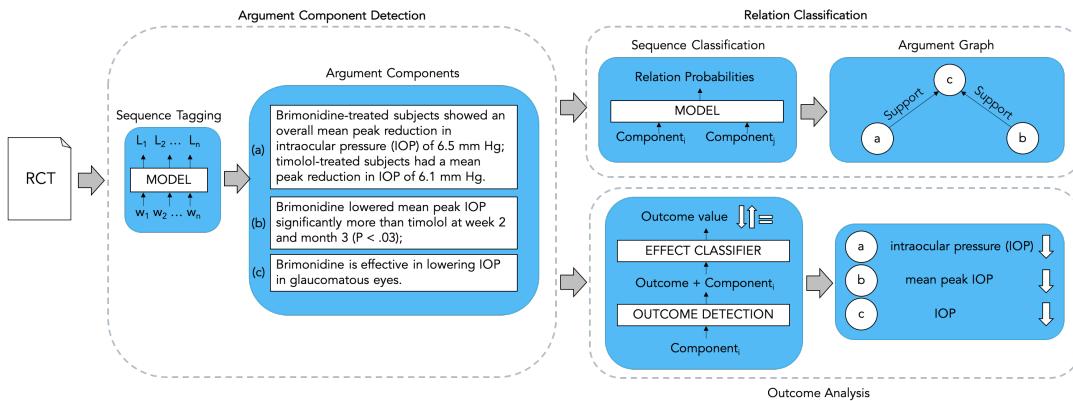 Argument Component Detection
Relation Classification
RCT
Sequence Tagging
L1 L2 ... Ln
MODEL
w1 w2 ... wn
Argument Components
(a)
Brimonidine-treated subjects showed an
overall mean peak reduction in
intraocular pressure (IOP) of 6.5 mm Hg;
timolol-treated subjects had a mean
peak reduction in IOP of 6.1 mm Hg.
(b)
Brimonidine lowered mean peak IOP
significantly more than timolol at week 2
and month 3 (P < .03);
(c)
Brimonidine is effective in lowering IOP
in glaucomatous eyes.
Sequence Classification
Relation Probabilities
MODEL
Componenti Componentj
Argument Graph
c
Support Support
a b
Outcome value =
EFFECT CLASSIFIER
Outcome + Componenti
OUTCOME DETECTION
Componenti
a intraocular pressure (IOP)
b mean peak IOP
c IOP
Outcome Analysis